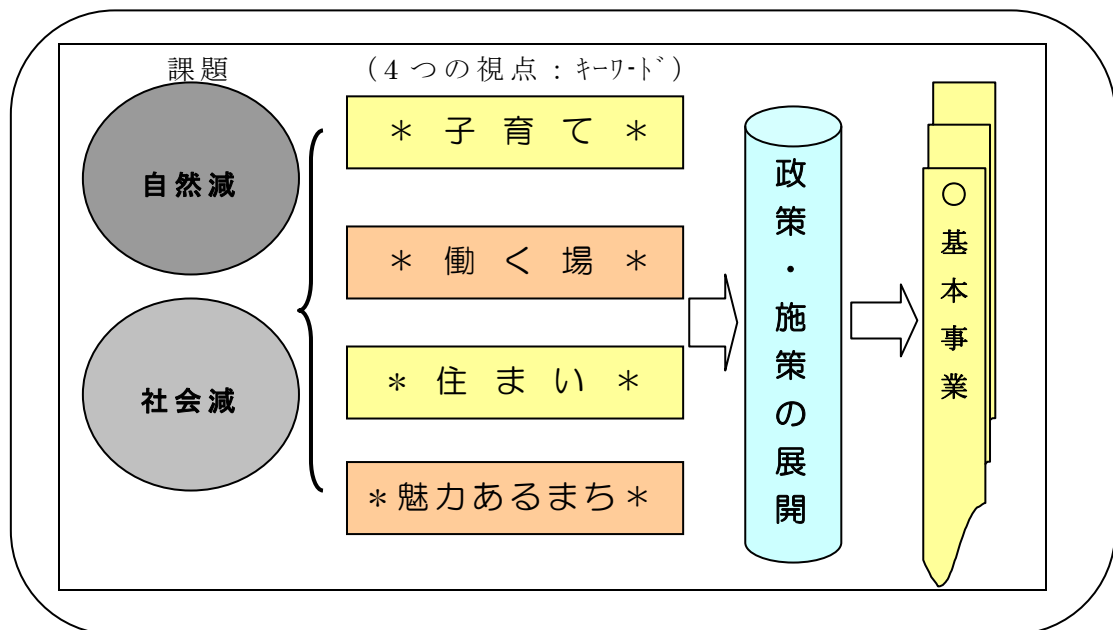 課題
(４つの視点：ｷｰﾜｰﾄﾞ)
自然減
社会減
＊子育て＊
＊働く場＊
＊住まい＊
＊魅力あるまち＊
政策・施策の展開
○基本事業